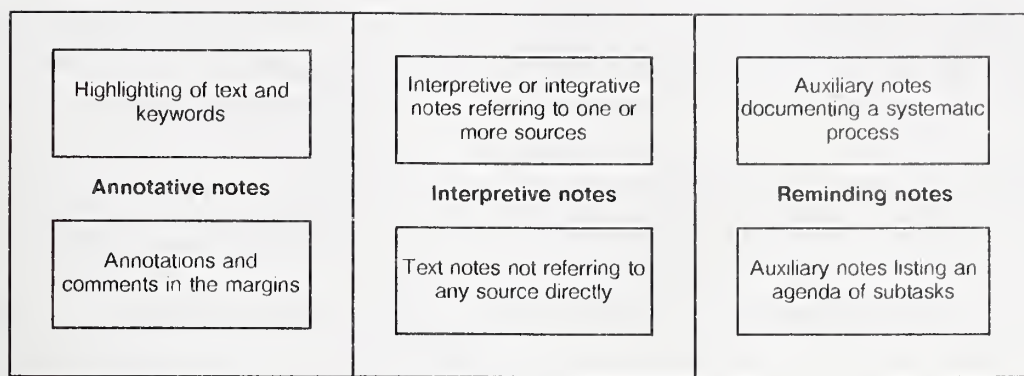 Highlighting of text and
keywords
Annotative notes
Annotations and
comments in the margins
Interpretive or integrative
notes referring to one or
more sources
Interpretive notes
Text notes not referring to
any source directly
Auxiliary notes
documenting a systematic
process
Reminding notes
Auxiliary notes listing an
agenda of subtasks